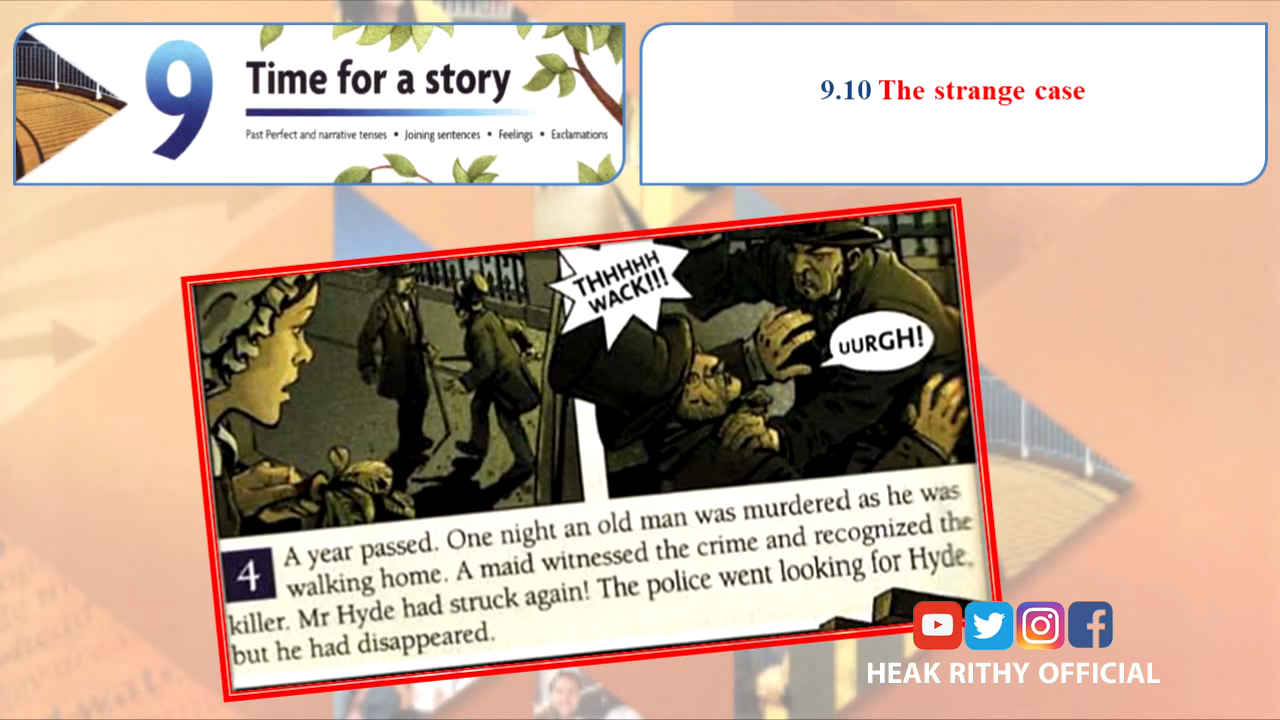 9
Time for a story
Past Perfect and narrative tenses • Joining sentences • Feelings • Exclamations
9.10 The strange case
THHHHH
WACK!!!
UURGH!
4
A year passed. One night an old man was murdered as he was
walking home. A maid witnessed the crime and recognized the
killer. Mr Hyde had struck again! The police went looking for Hyde,
but he had disappeared.
HEAK RITHY OFFICIAL